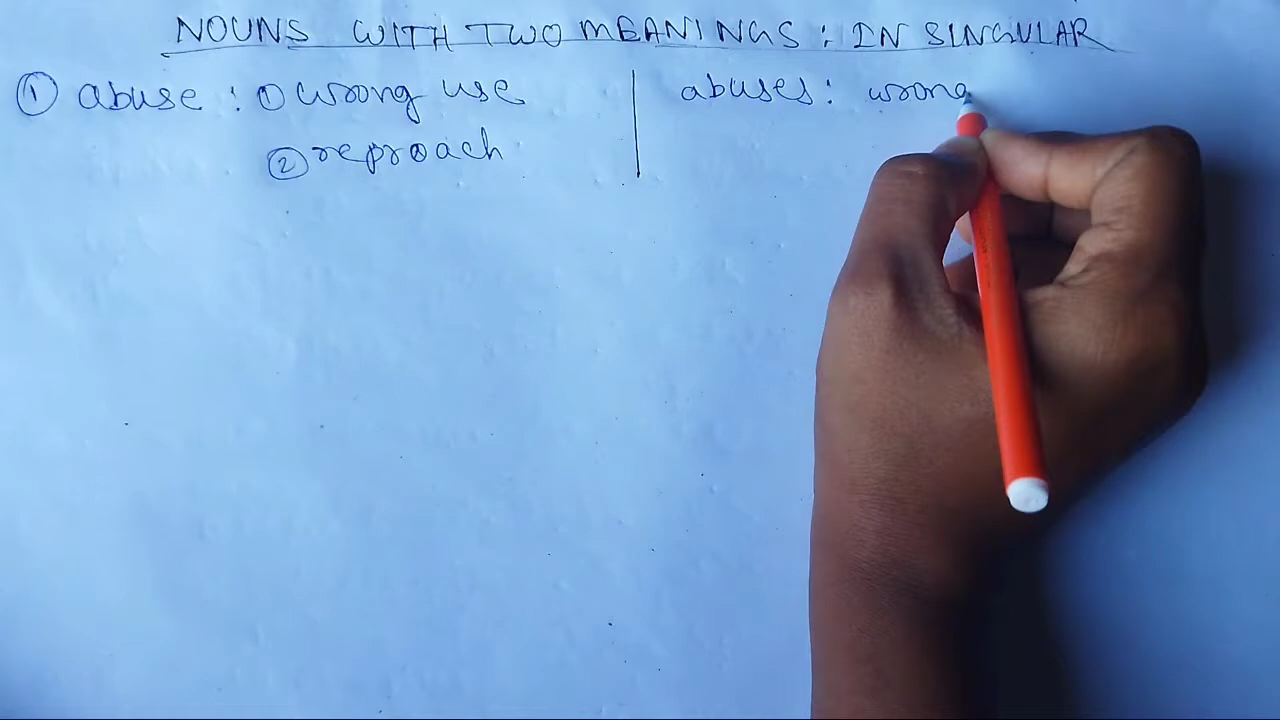 NOUNS WITH TWO MEANINGS : IN SINGULAR
① abuse : ① wrong use
② reproach
abuses : wrong